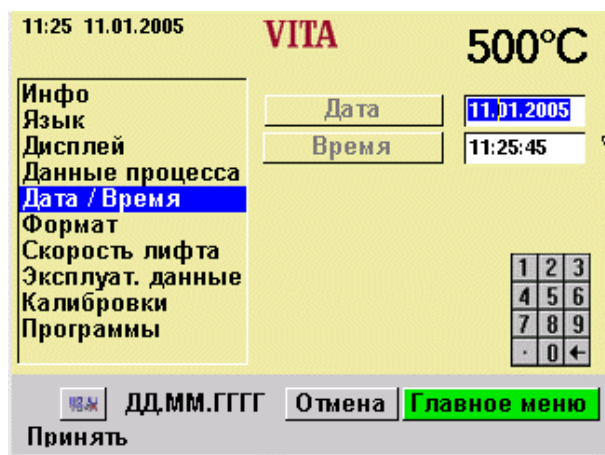 11:25 11.01.2005
VITA
500°C
Инфо
Язык
Дисплей
Данные процесса
Дата / Время
Формат
Скорость лифта
Эксплуат. данные
Калибровки
Программы
Дата
11.01.2005
Время
11:25:45
1 2 3
4 5 6
7 8 9
· 0 ←
ДД.ММ.ГГГГ
Отмена
Главное меню
Принять